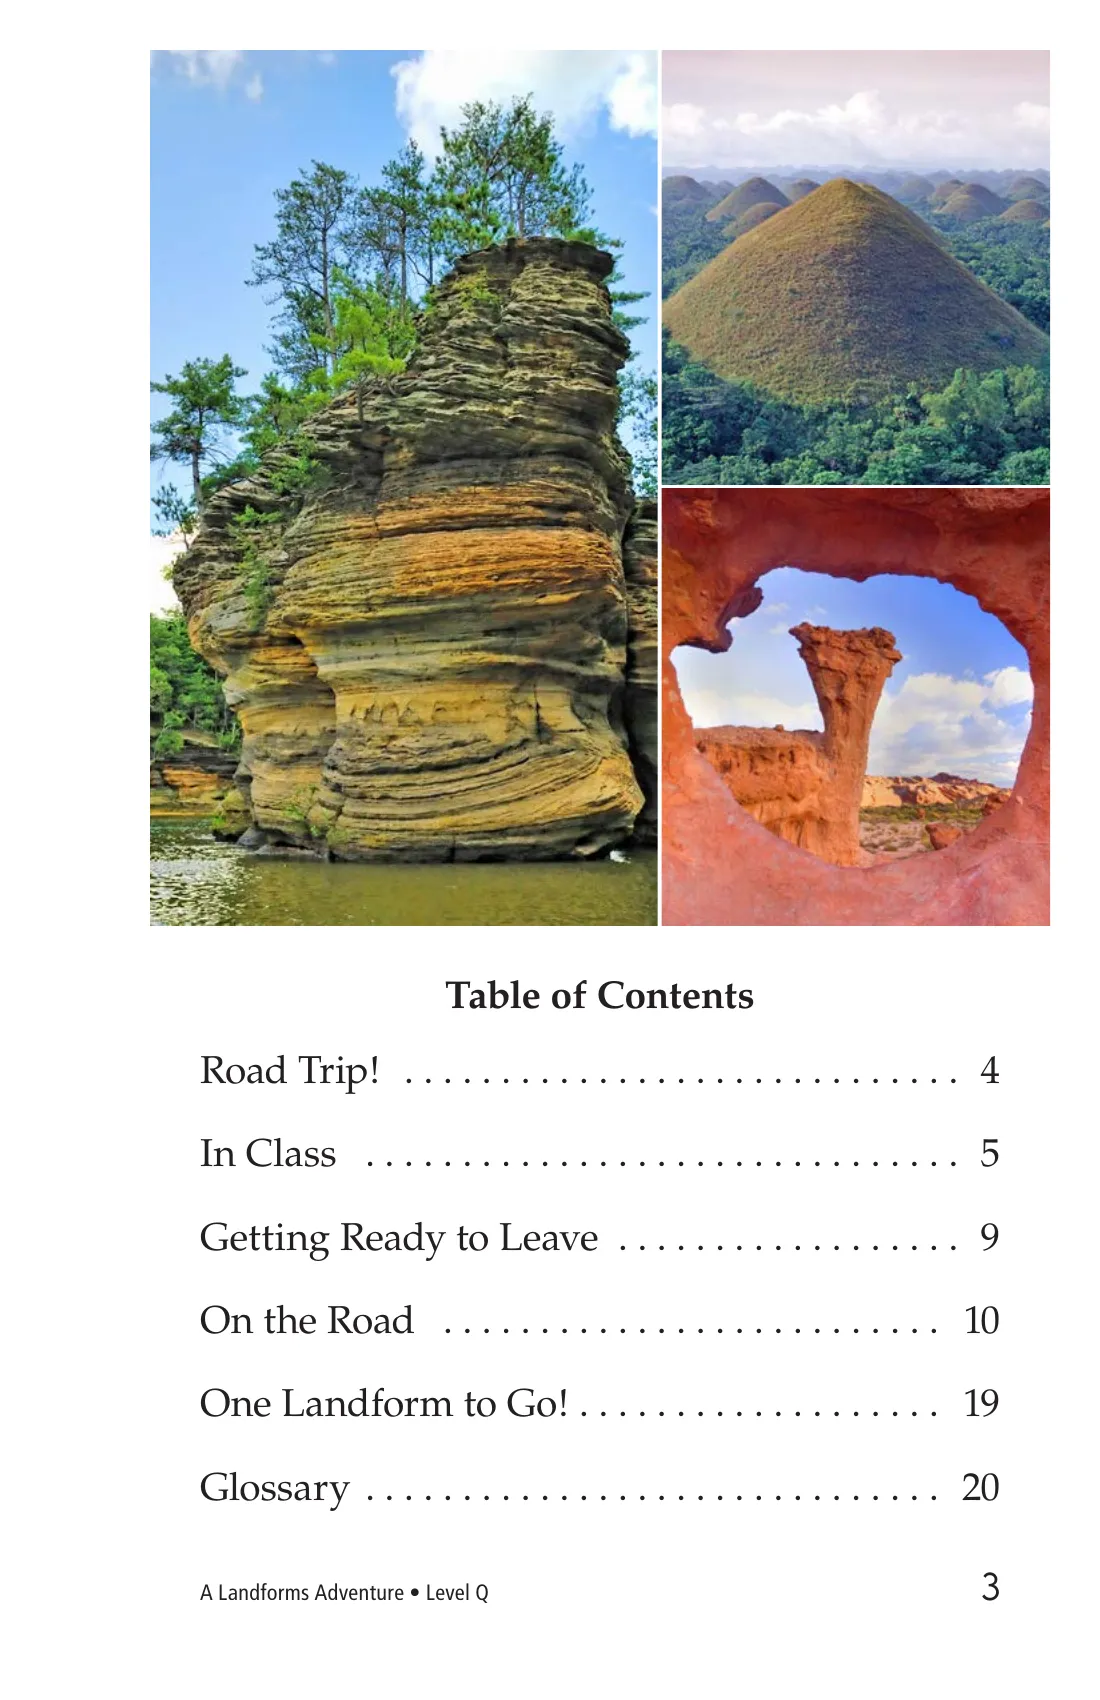 Table of Contents
Road Trip! . . . . . . . . . . . . . . . . . . . . . . . . . . . . . 4
In Class . . . . . . . . . . . . . . . . . . . . . . . . . . . . . . . 5
Getting Ready to Leave . . . . . . . . . . . . . . . . . . 9
On the Road . . . . . . . . . . . . . . . . . . . . . . . . . . 10
One Landform to Go! . . . . . . . . . . . . . . . . . . . 19
Glossary . . . . . . . . . . . . . . . . . . . . . . . . . . . . . . 20
A Landforms Adventure • Level Q 3